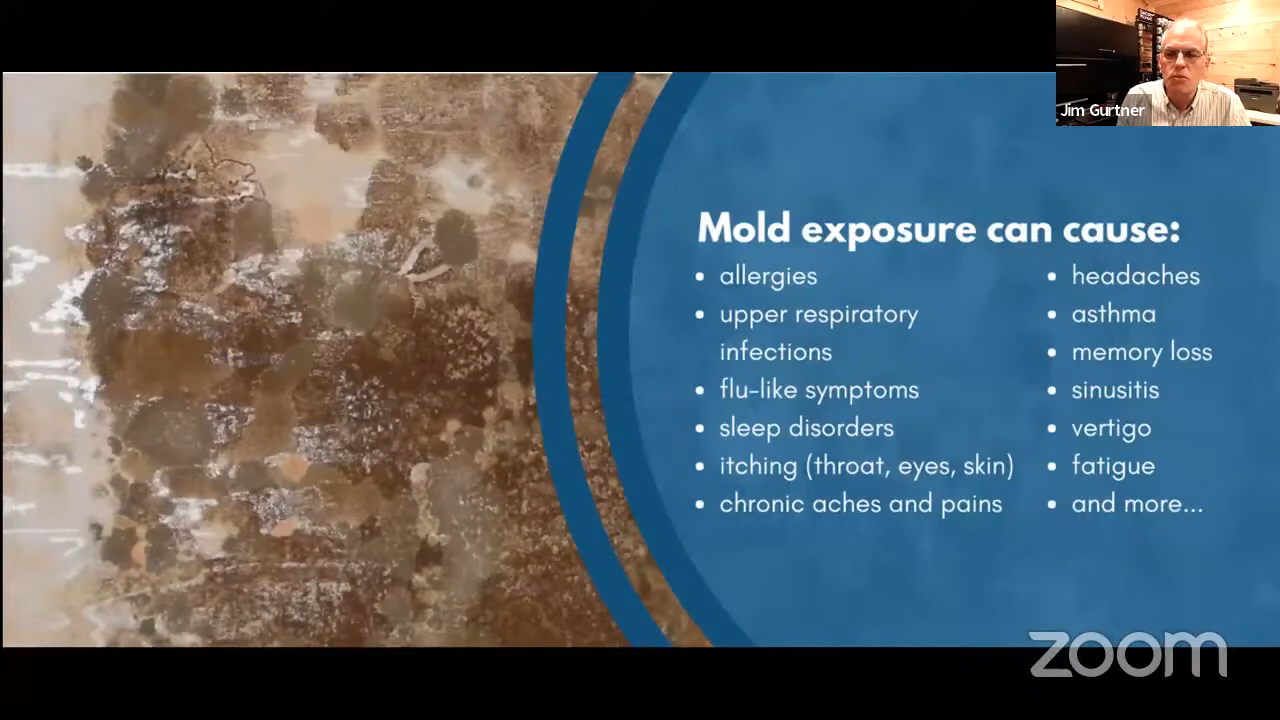 Jim Gurtner
Mold exposure can cause:
• allergies
• upper respiratory
infections
• flu-like symptoms
• sleep disorders
• itching (throat, eyes, skin)
• chronic aches and pains
• headaches
• asthma
• memory loss
• sinusitis
• vertigo
• fatigue
• and more...
zoom